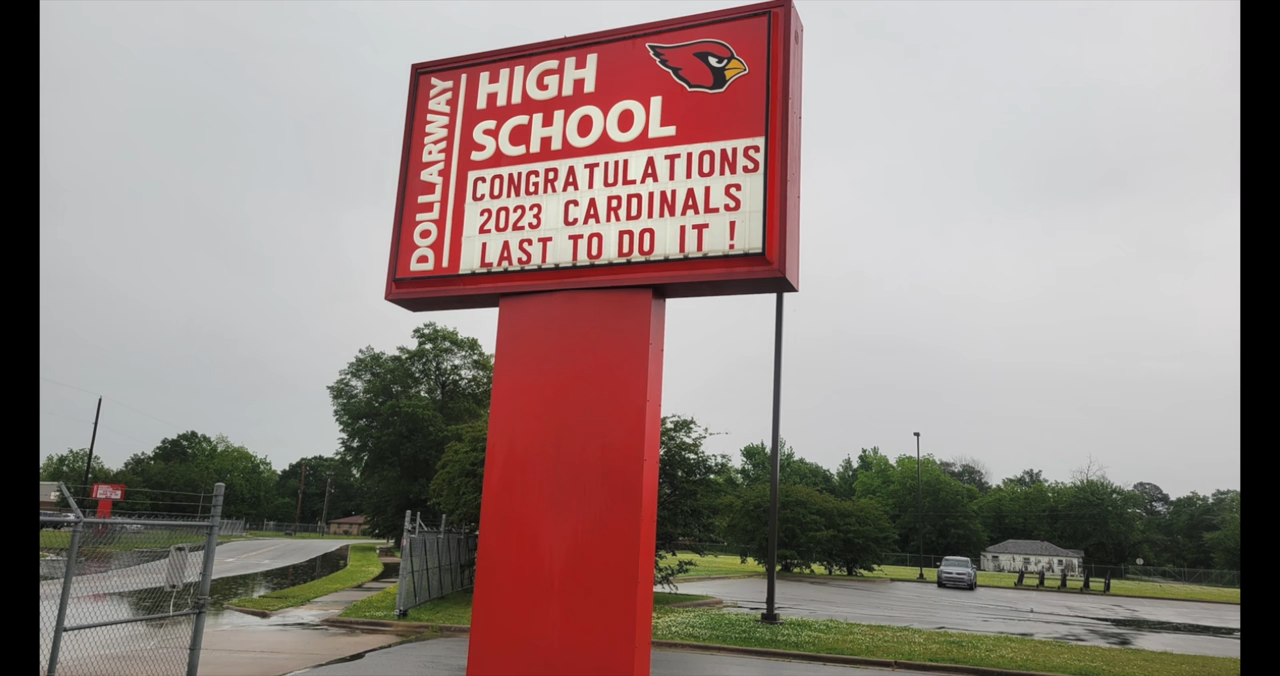 DOLLARWAY
HIGH
SCHOOL
CONGRATULATIONS
2023 CARDINALS
LAST TO DO IT !